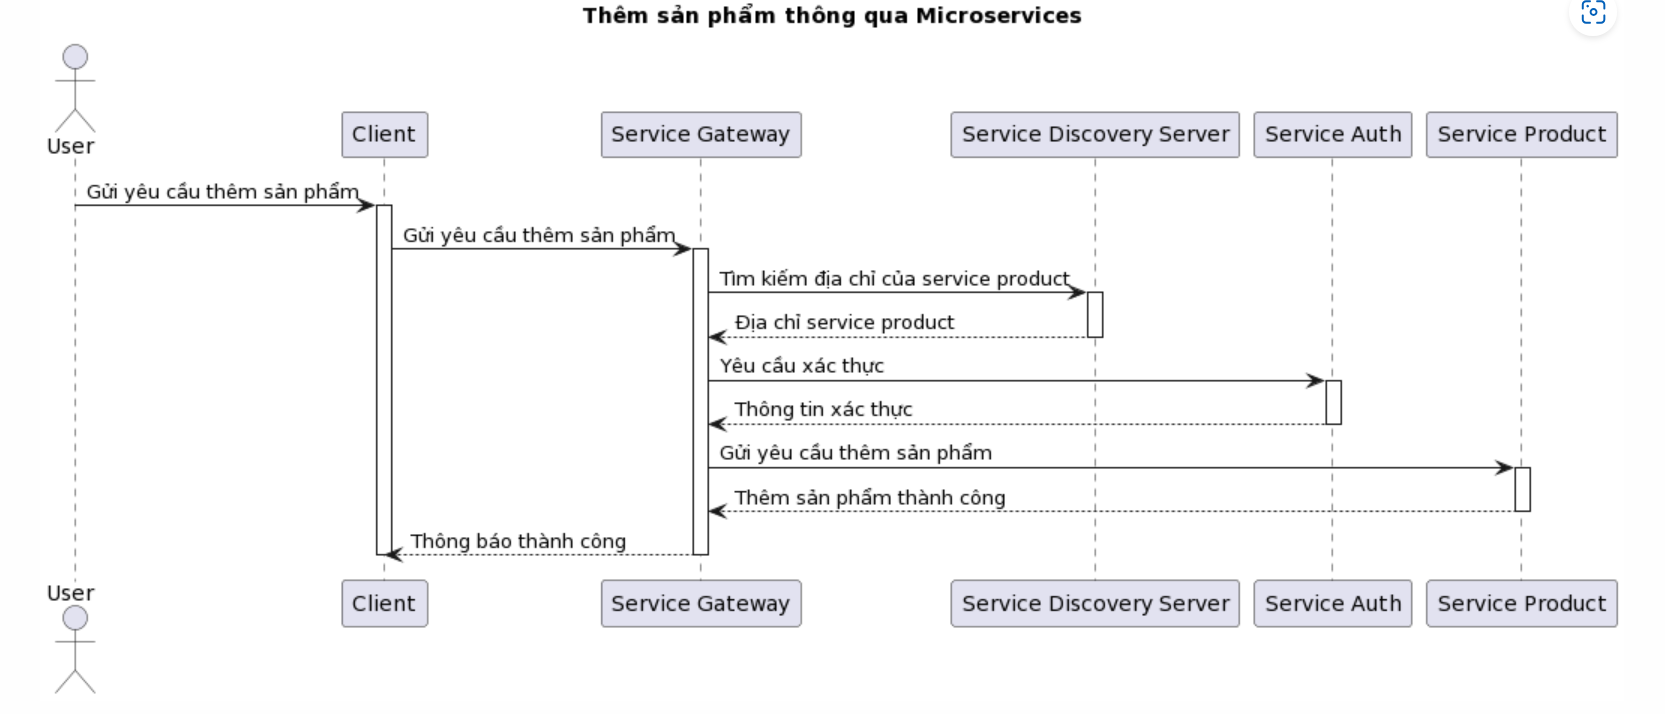 Thêm sản phẩm thông qua Microservices
User
Client
Service Gateway
Service Discovery Server
Service Auth
Service Product
Gửi yêu cầu thêm sản phẩm
Gửi yêu cầu thêm sản phẩm
Tìm kiếm địa chỉ của service product
Địa chỉ service product
Yêu cầu xác thực
Thông tin xác thực
Gửi yêu cầu thêm sản phẩm
Thêm sản phẩm thành công
Thông báo thành công
User
Client
Service Gateway
Service Discovery Server
Service Auth
Service Product